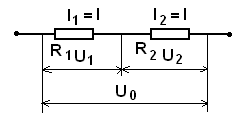 I₁ = I I₂ = I
R₁ U₁ R₂ U₂
U₀